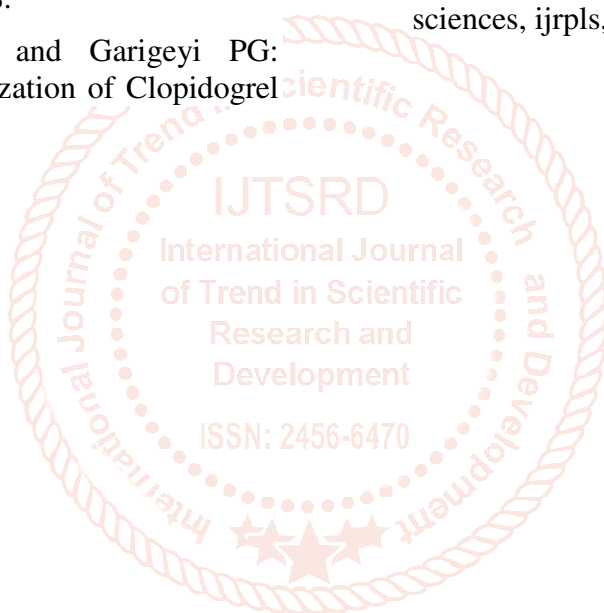 and Garigeyi PG:
zation of Clopidogrel
sciences, ijrpls,
International Journal of Trend in Scientific Research and Development
IJTSRD
International Journal
of Trend in Scientific
Research and
Development
ISSN: 2456-6470